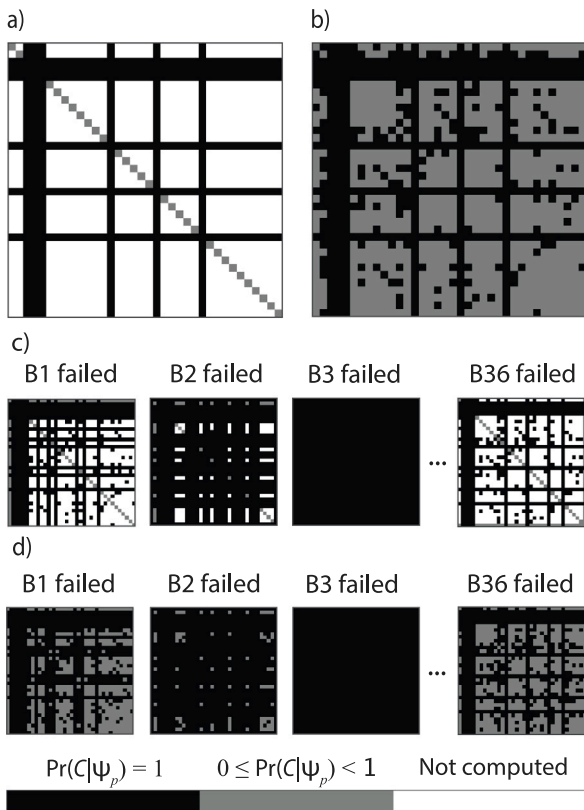 a) b)
c)
B1 failed B2 failed B3 failed B36 failed
...
d)
B1 failed B2 failed B3 failed B36 failed
...
Pr(C|Ψp) = 1 0 ≤ Pr(C|Ψp) < 1 Not computed